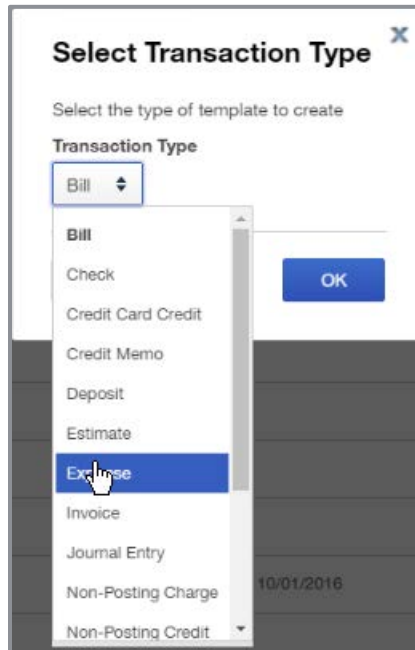 Select Transaction Type
X
Select the type of template to create
Transaction Type
Bill
Bill
Check
OK
Credit Card Credit
Credit Memo
Deposit
Estimate
Expense
Invoice
Journal Entry
Non-Posting Charge
10/01/2016
Non-Posting Credit